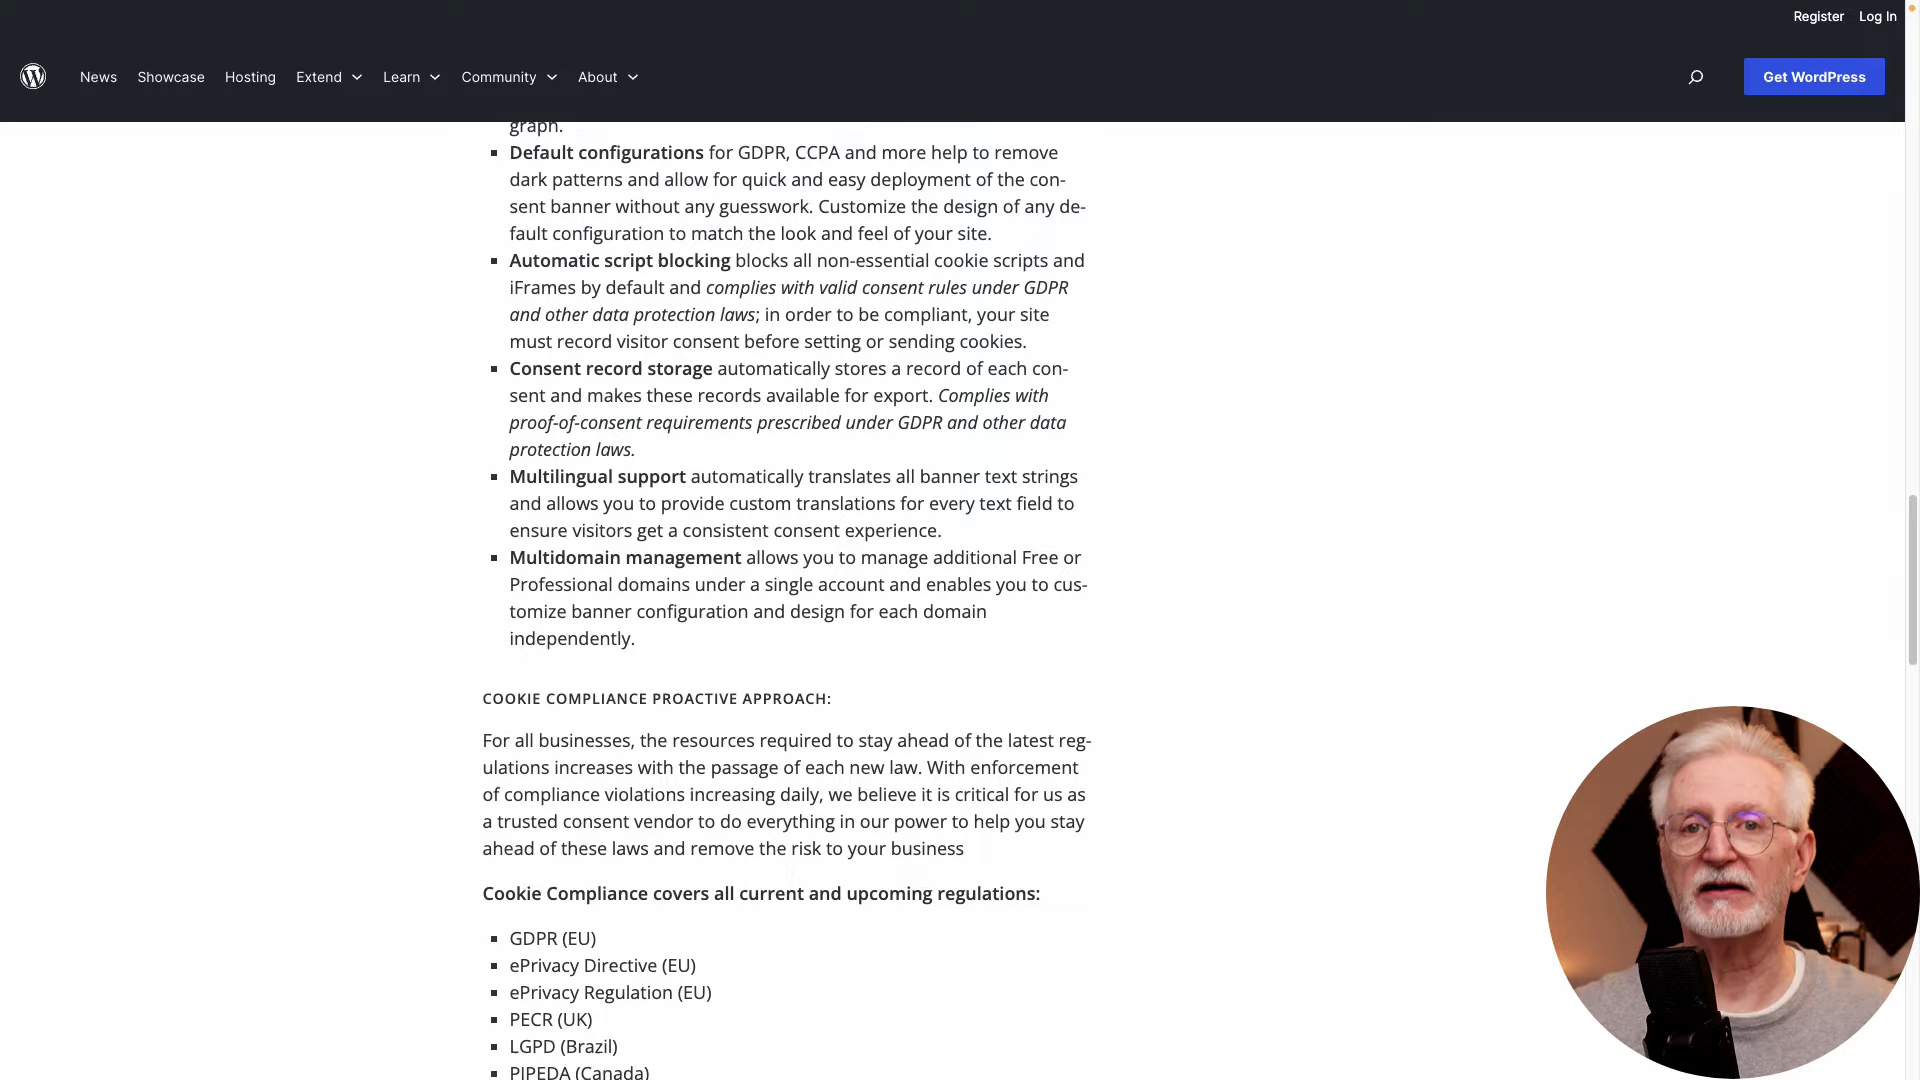 Register Log In
News Showcase Hosting Extend Learn Community About Get WordPress
graph.
Default configurations for GDPR, CCPA and more help to remove
dark patterns and allow for quick and easy deployment of the con-
sent banner without any guesswork. Customize the design of any de-
fault configuration to match the look and feel of your site.
Automatic script blocking blocks all non-essential cookie scripts and
iFrames by default and complies with valid consent rules under GDPR
and other data protection laws; in order to be compliant, your site
must record visitor consent before setting or sending cookies.
Consent record storage automatically stores a record of each con-
sent and makes these records available for export. Complies with
proof-of-consent requirements prescribed under GDPR and other data
protection laws.
Multilingual support automatically translates all banner text strings
and allows you to provide custom translations for every text field to
ensure visitors get a consistent consent experience.
Multidomain management allows you to manage additional Free or
Professional domains under a single account and enables you to cus-
tomize banner configuration and design for each domain
independently.
COOKIE COMPLIANCE PROACTIVE APPROACH:
For all businesses, the resources required to stay ahead of the latest reg-
ulations increases with the passage of each new law. With enforcement
of compliance violations increasing daily, we believe it is critical for us as
a trusted consent vendor to do everything in our power to help you stay
ahead of these laws and remove the risk to your business
Cookie Compliance covers all current and upcoming regulations:
GDPR (EU)
ePrivacy Directive (EU)
ePrivacy Regulation (EU)
PECR (UK)
LGPD (Brazil)
PIPEDA (Canada)